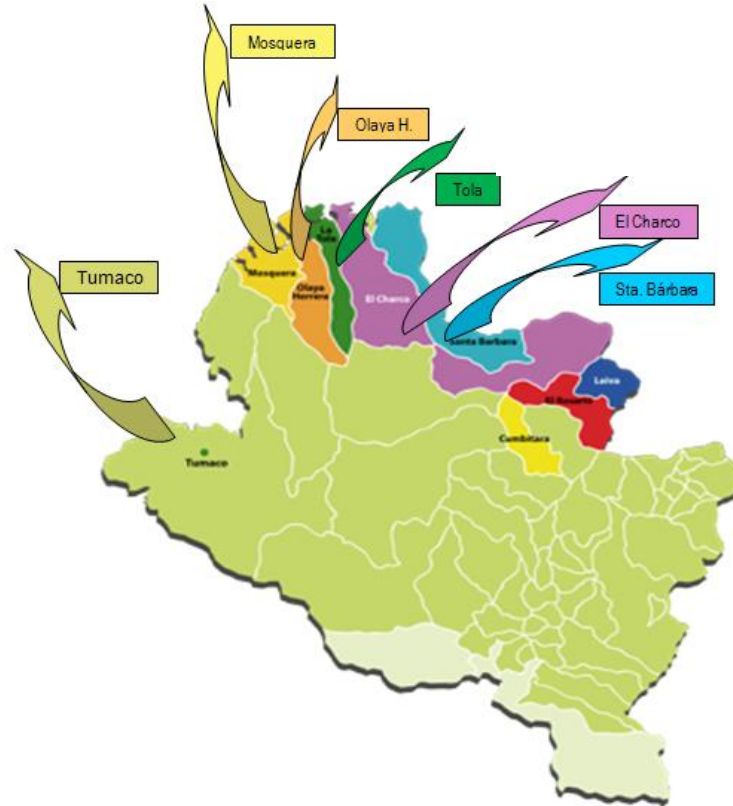 Mosquera
Olaya H.
Tola
El Charco
Sta. Bárbara
Tumaco
La
Tola
Mosquera
Olaya
Herrera
El Charco
Santa Barbara
Leiva
El Rosario
Cumbitara
Tumaco